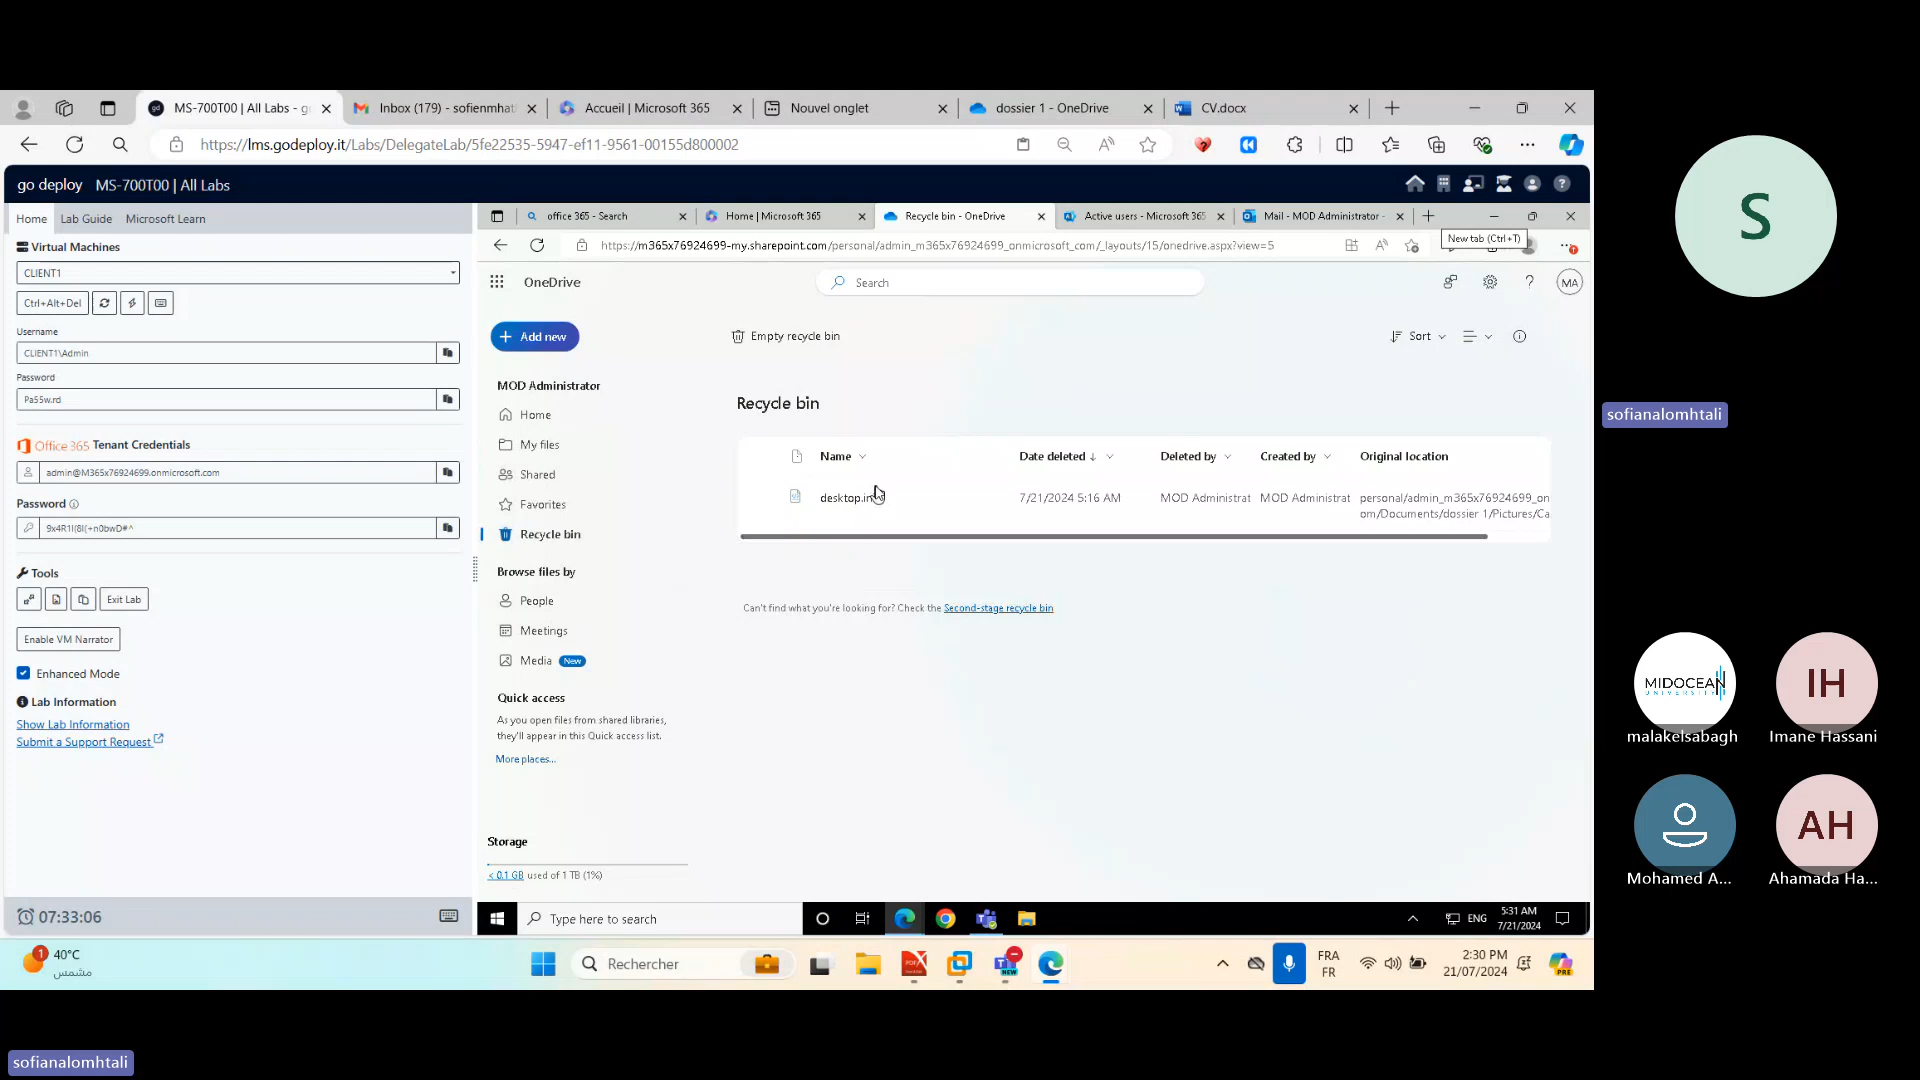 MS-700T00 | All Labs - g
Inbox (179) - sofienmhat
Accueil | Microsoft 365
Nouvel onglet
dossier 1 - OneDrive
CV.docx
https://lms.godeploy.it/Labs/DelegateLab/5fe22535-5947-ef11-9561-00155d800002
go deploy MS-700T00 | All Labs
Home Lab Guide Microsoft Learn
Virtual Machines
CLIENT1
Ctrl+Alt+Del
Username
CLIENT1\Admin
Password
Pa55w.rd
Office 365 Tenant Credentials
admin@M365x76924699.onmicrosoft.com
Password
Tools
Exit Lab
Enable VM Narrator
Enhanced Mode
Lab Information
Show Lab Information
Submit a Support Request
07:33:06
office 365 - Search
Home | Microsoft 365
Recycle bin - OneDrive
Active users - Microsoft 365
Mail - MOD Administrator -
https://m365x76924699-my.sharepoint.com/personal/admin_m365x76924699_onmicrosoft_com/_layouts/15/onedrive.aspx?view=5
New tab (Ctrl+T)
OneDrive
Search
MA
Add new
Empty recycle bin
Sort
MOD Administrator
Home
My files
Shared
Favorites
Recycle bin
Browse files by
People
Meetings
Media New
Quick access
As you open files from shared libraries,
they'll appear in this Quick access list.
More places...
Storage
< 0.1 GB used of 1 TB (1%)
Recycle bin
Name Date deleted Deleted by Created by Original location
7/21/2024 5:16 AM MOD Administrat MOD Administrat personal/admin_m365x76924699_on
om/Documents/dossier 1/Pictures/Ca
Can't find what you're looking for? Check the Second-stage recycle bin
Type here to search
ENG
5:31 AM
7/21/2024
1
40°C
مشمس
Rechercher
NEW
FRA
FR
2:30 PM
21/07/2024
PRE
S
sofianalomhtali
MIDOCEAN
UNIVERSITY
malakelsabagh
IH
Imane Hassani
Mohamed A...
AH
Ahamada Ha...
sofianalomhtali